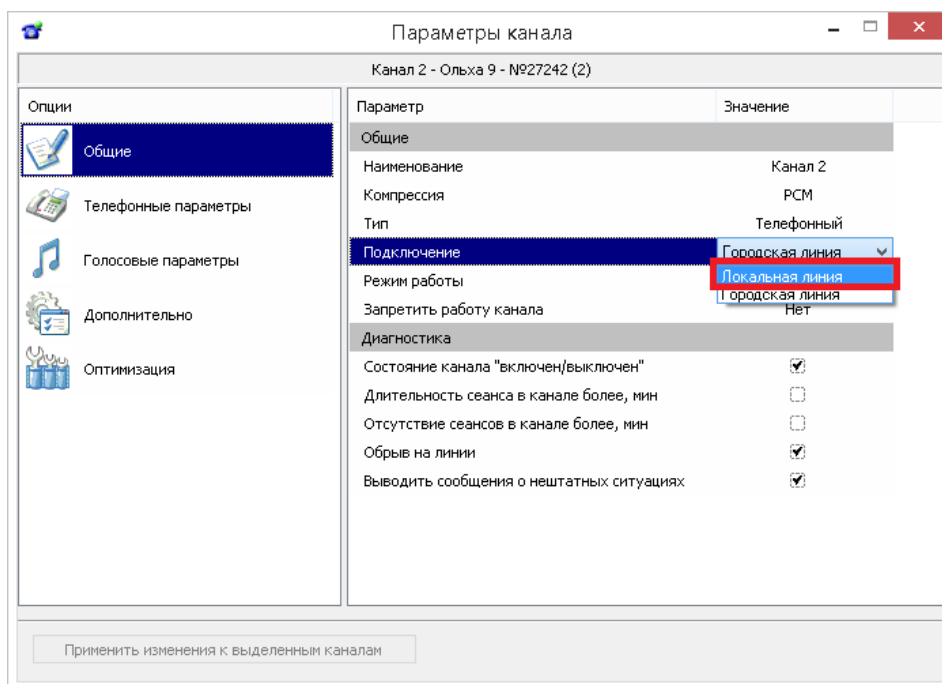 Параметры канала
Канал 2 - Ольха 9 - №27242 (2)
Опции
Общие
Телефонные параметры
Голосовые параметры
Дополнительно
Оптимизация
Параметр Значение
Общие
Наименование Канал 2
Компрессия PCM
Тип Телефонный
Подключение Городская линия
Локальная линия
Городская линия
Режим работы
Запретить работу канала Нет
Диагностика
Состояние канала "включен/выключен"
Длительность сеанса в канале более, мин
Отсутствие сеансов в канале более, мин
Обрыв на линии
Выводить сообщения о нештатных ситуациях
Применить изменения к выделенным каналам